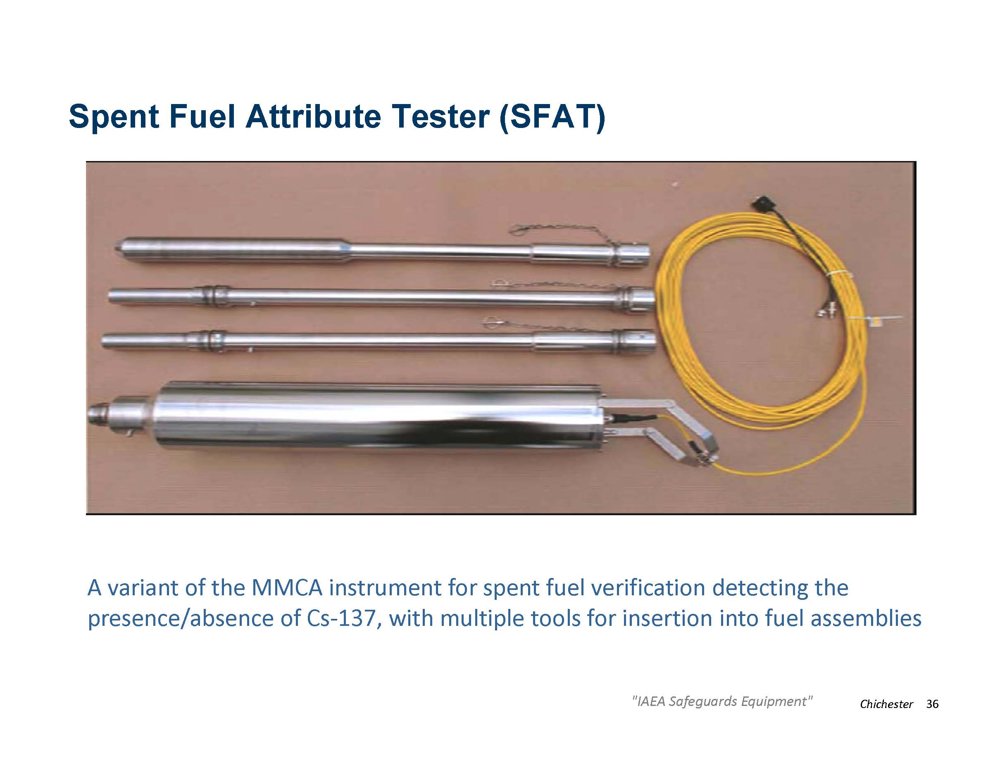 Spent Fuel Attribute Tester (SFAT)
A variant of the MMCA instrument for spent fuel verification detecting the
presence/absence of Cs-137, with multiple tools for insertion into fuel assemblies
"IAEA Safeguards Equipment" Chichester 36